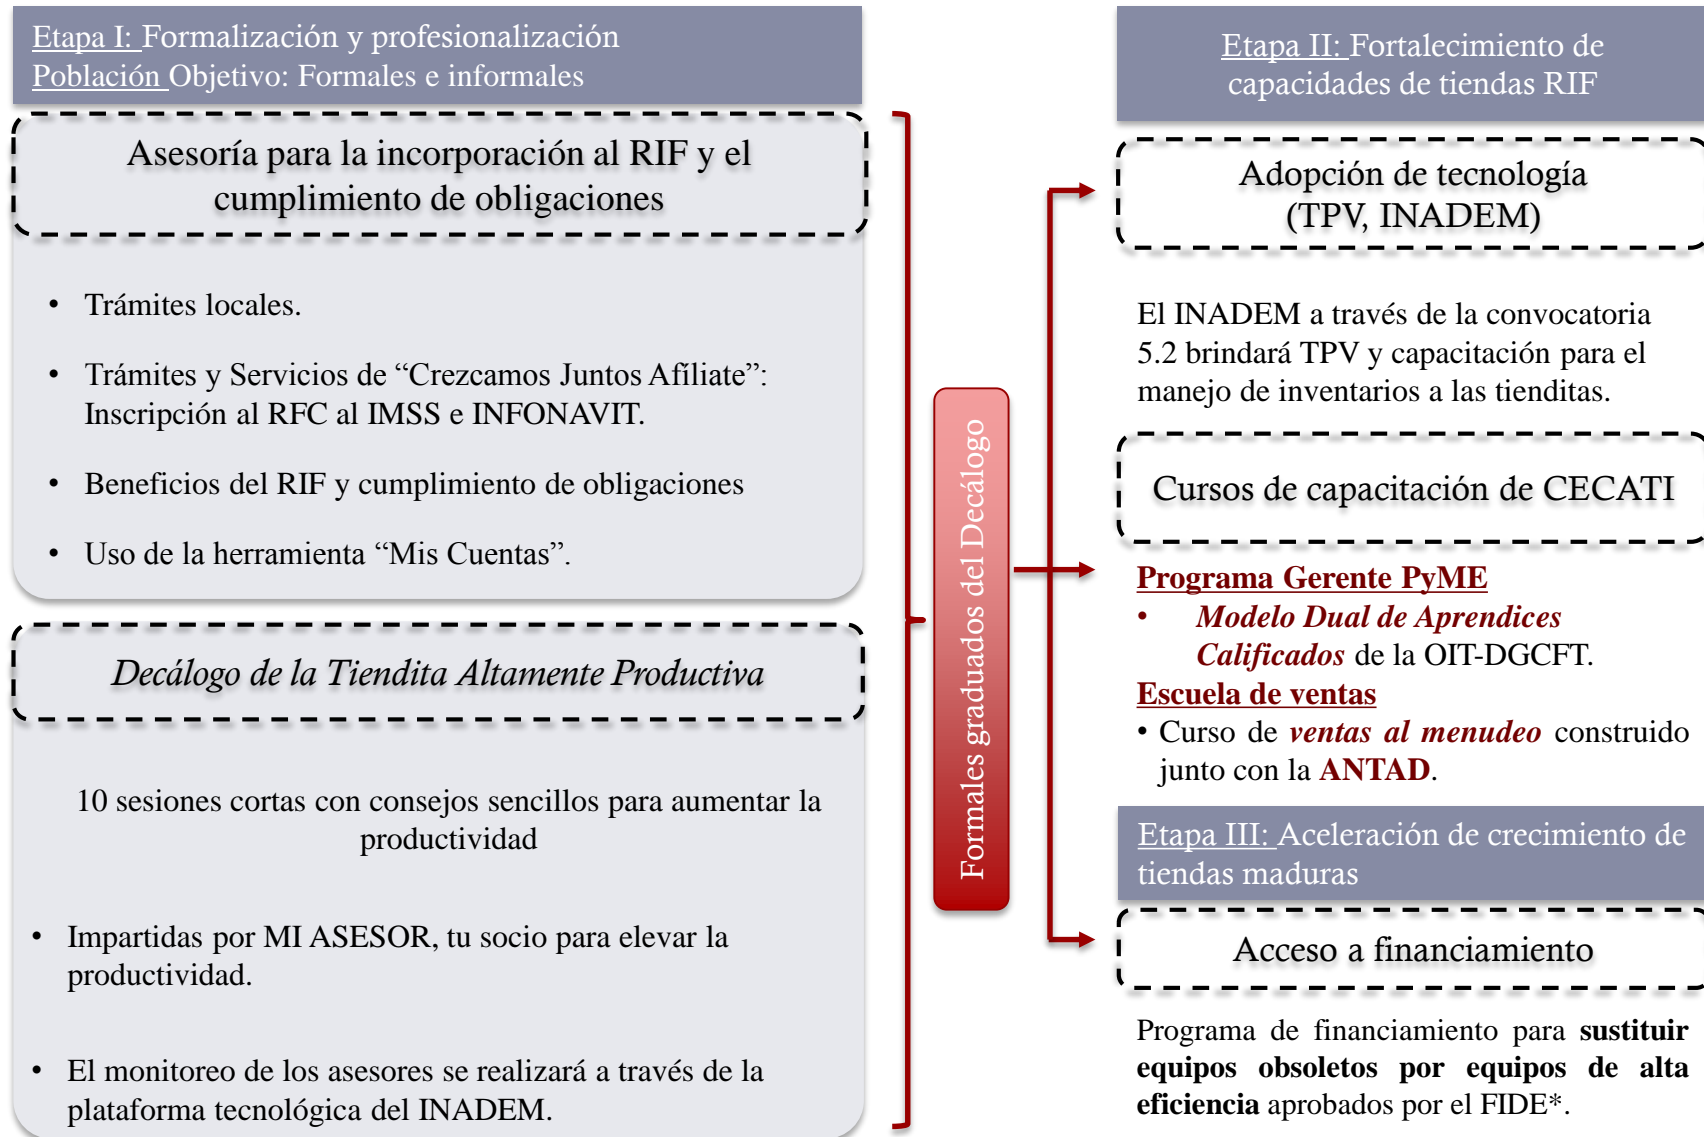 Etapa I: Formalización y profesionalización
Población Objetivo: Formales e informales
Asesoría para la incorporación al RIF y el
cumplimiento de obligaciones
• Trámites locales.
• Trámites y Servicios de “Crezcamos Juntos Afíliate”:
Inscripción al RFC al IMSS e INFONAVIT.
• Beneficios del RIF y cumplimiento de obligaciones
• Uso de la herramienta “Mis Cuentas”.
Decálogo de la Tiendita Altamente Productiva
10 sesiones cortas con consejos sencillos para aumentar la
productividad
• Impartidas por MI ASESOR, tu socio para elevar la
productividad.
• El monitoreo de los asesores se realizará a través de la
plataforma tecnológica del INADEM.
Formales graduados del Decálogo
Etapa II: Fortalecimiento de
capacidades de tiendas RIF
Adopción de tecnología
(TPV, INADEM)
El INADEM a través de la convocatoria
5.2 brindará TPV y capacitación para el
manejo de inventarios a las tienditas.
Cursos de capacitación de CECATI
Programa Gerente PyME
• Modelo Dual de Aprendices
Calificados de la OIT-DGCFT.
Escuela de ventas
• Curso de ventas al menudeo construido
junto con la ANTAD.
Etapa III: Aceleración de crecimiento de
tiendas maduras
Acceso a financiamiento
Programa de financiamiento para sustituir
equipos obsoletos por equipos de alta
eficiencia aprobados por el FIDE*.